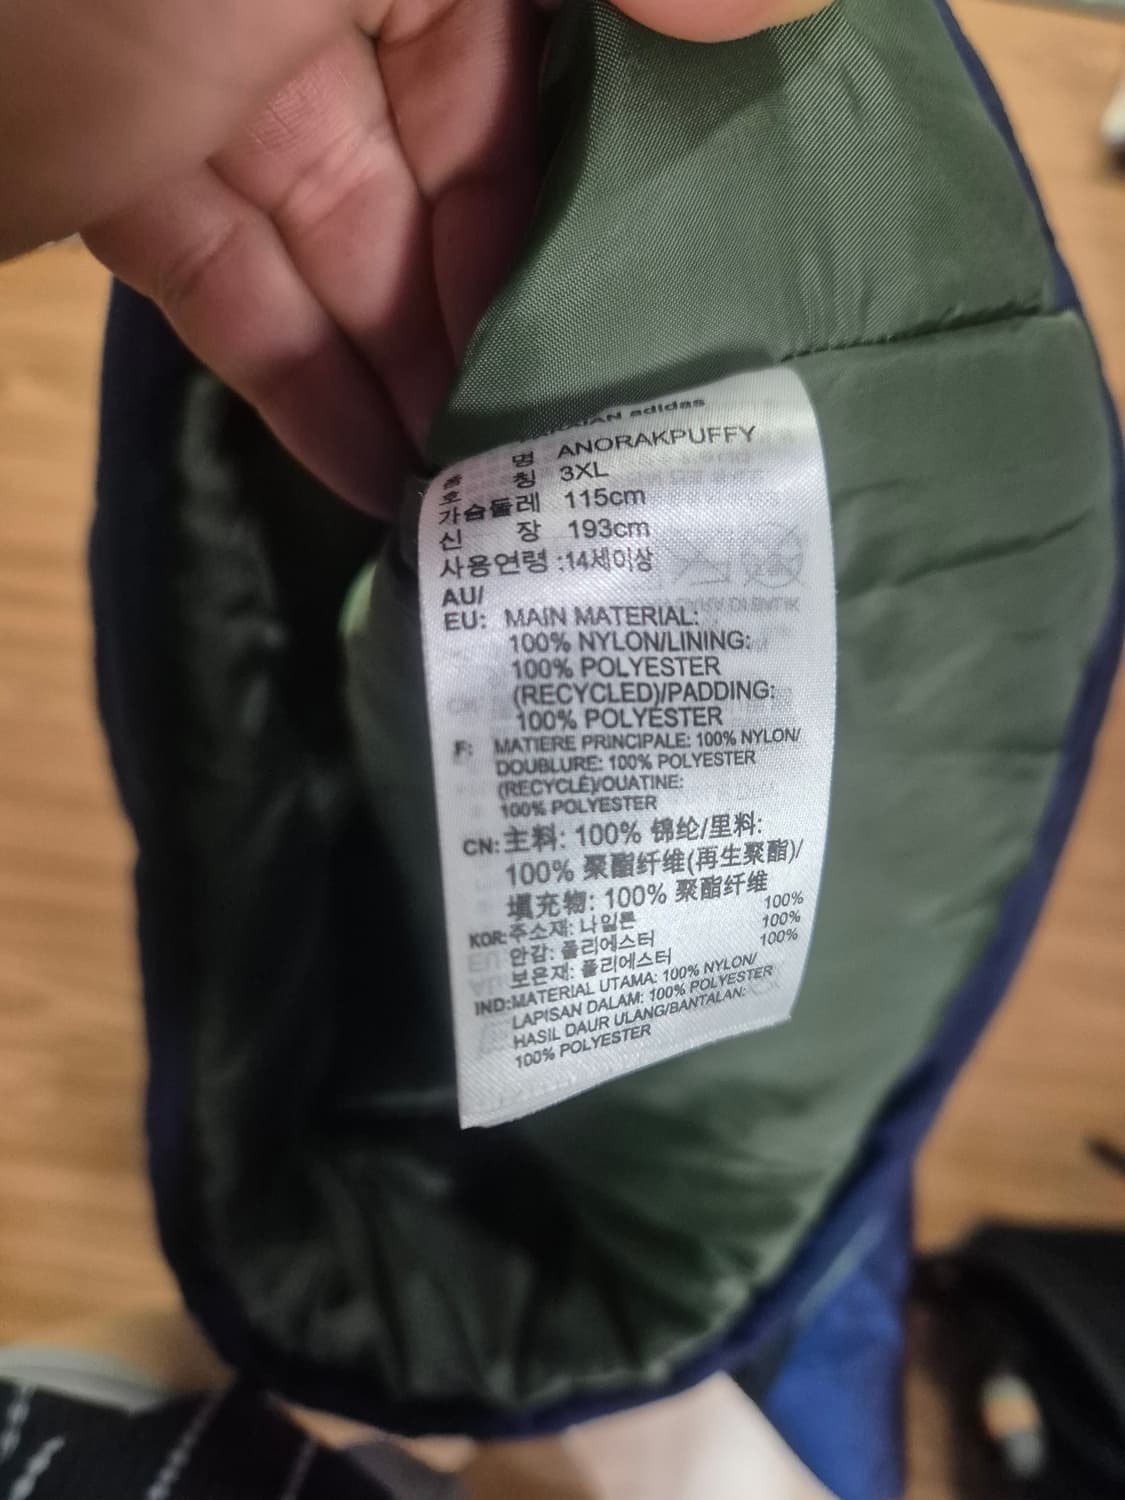 adidas
품 명 ANORAKPUFFY
호 칭 3XL
가슴둘레 115cm
신 장 193cm
사용연령 :14세이상
AU/
EU: MAIN MATERIAL:
100% NYLON/LINING:
100% POLYESTER
(RECYCLED)/PADDING:
100% POLYESTER
F: MATIERE PRINCIPALE: 100% NYLON/
DOUBLURE: 100% POLYESTER
(RECYCLÉ)/OUATINE:
100% POLYESTER
CN: 主料: 100% 锦纶/里料:
100% 聚酯纤维(再生聚酯)/
填充物: 100% 聚酯纤维
KOR: 주소재: 나일론 100%
안감: 폴리에스터 100%
보온재: 폴리에스터 100%
IND: MATERIAL UTAMA: 100% NYLON/
LAPISAN DALAM: 100% POLYESTER
HASIL DAUR ULANG/BANTALAN:
100% POLYESTER